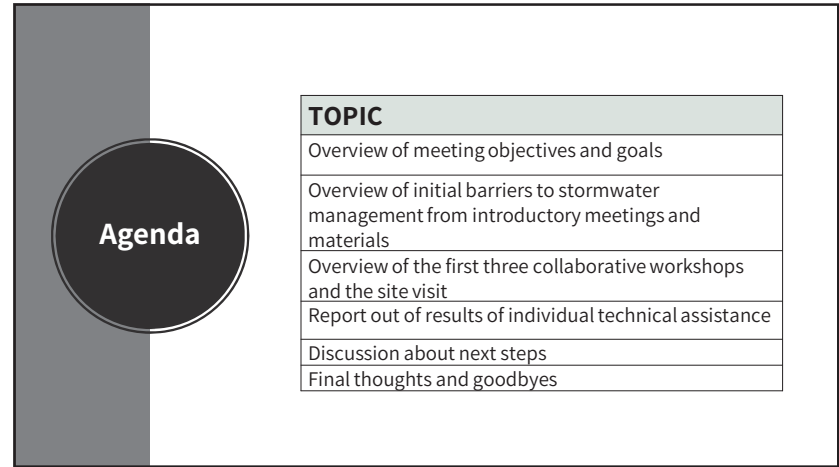 Agenda
TOPIC
Overview of meeting objectives and goals
Overview of initial barriers to stormwater
management from introductory meetings and
materials
Overview of the first three collaborative workshops
and the site visit
Report out of results of individual technical assistance
Discussion about next steps
Final thoughts and goodbyes